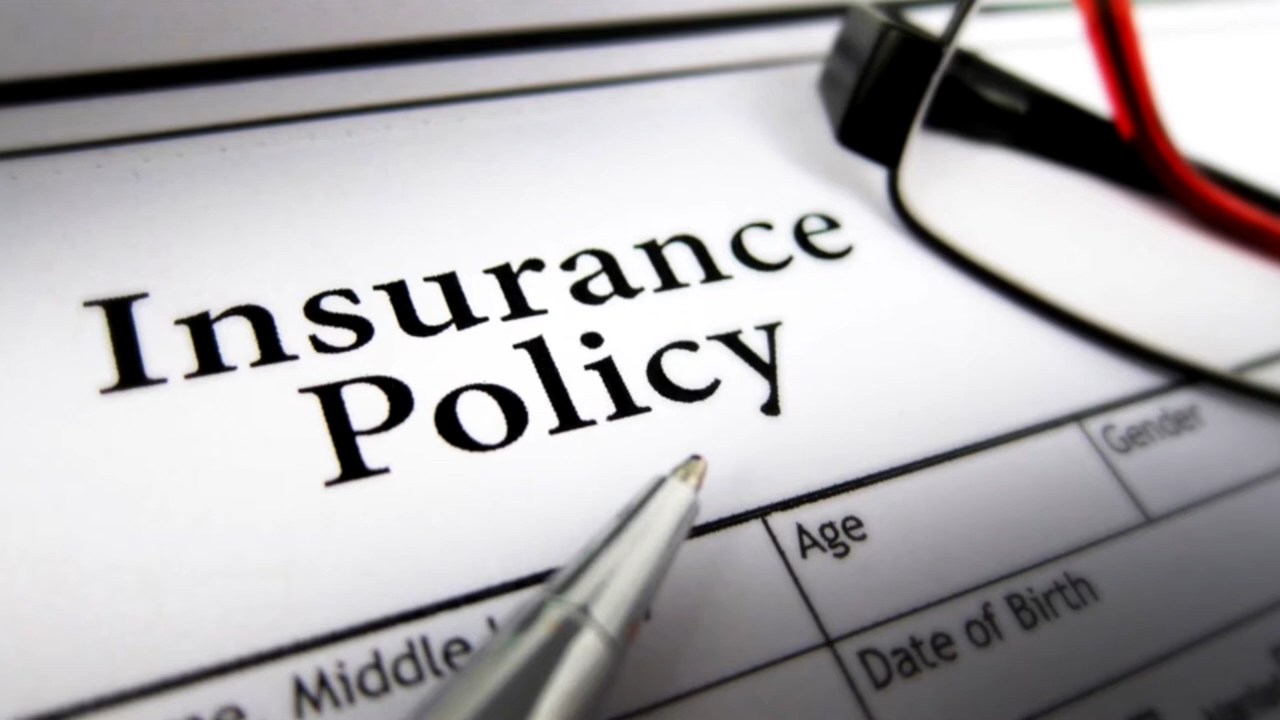 Insurance
Policy
Gender
Age
Middle
Date of Birth